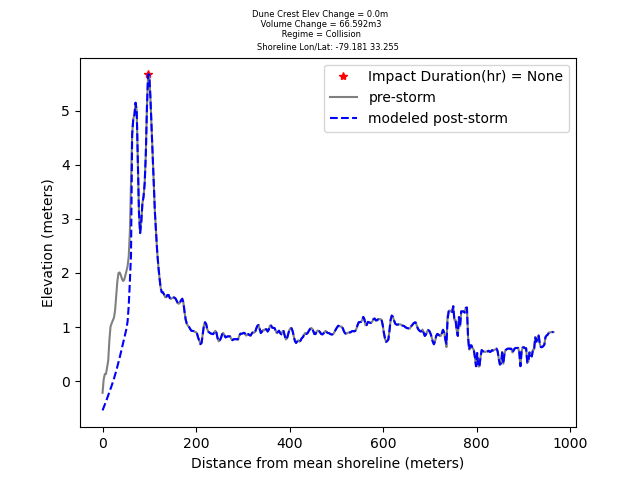 Dune Crest Elev Change = 0.0m
Volume Change = 66.592m3
Regime = Collision
Shoreline Lon/Lat: -79.181 33.255
Impact Duration(hr) = None
pre-storm
modeled post-storm
Elevation (meters)
5
4
3
2
1
0
0 200 400 600 800 1000
Distance from mean shoreline (meters)